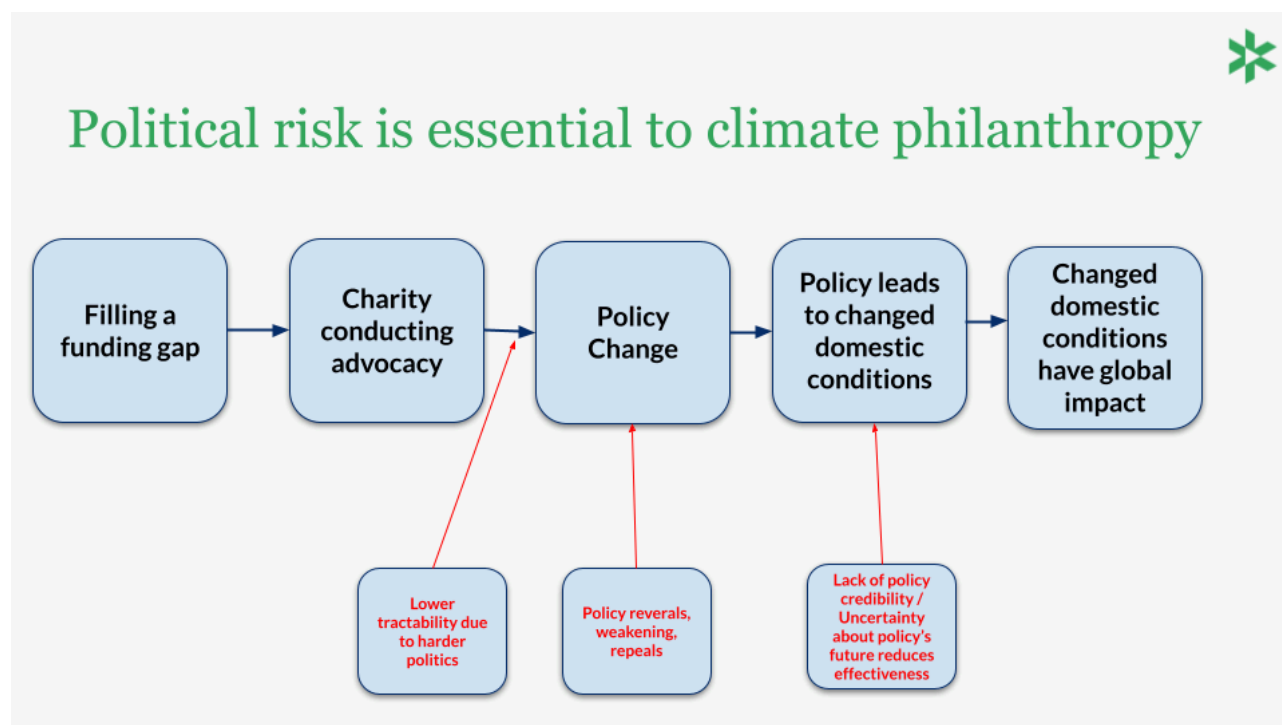 Political risk is essential to climate philanthropy
Filling a
funding gap
Charity
conducting
advocacy
Policy
Change
Policy leads
to changed
domestic
conditions
Changed
domestic
conditions
have global
impact
Lower
tractability due
to harder
politics
Policy reverals,
weakening,
repeals
Lack of policy
credibility /
Uncertainty
about policy's
future reduces
effectiveness